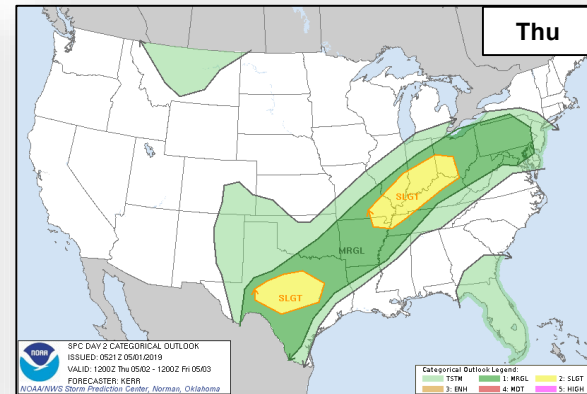 Thu
SLGT
MRGL
SLGT
NOAA
SPC DAY 2 CATEGORICAL OUTLOOK
ISSUED: 0521Z 05/01/2019
VALID: 1200Z Thu 05/02 - 1200Z Fri 05/03
FORECASTER: KERR
NOAA/NWS Storm Prediction Center, Norman, Oklahoma
Categorical Outlook Legend:
TSTM 1: MRGL 2: SLGT
3: ENH 4: MDT 5: HIGH